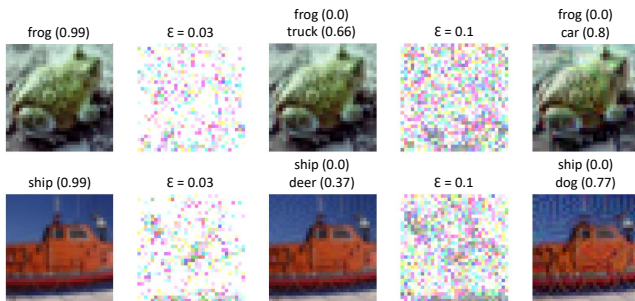 frog (0.99)
Ɛ = 0.03
frog (0.0)
truck (0.66)
Ɛ = 0.1
frog (0.0)
car (0.8)
ship (0.99)
Ɛ = 0.03
ship (0.0)
deer (0.37)
Ɛ = 0.1
ship (0.0)
dog (0.77)